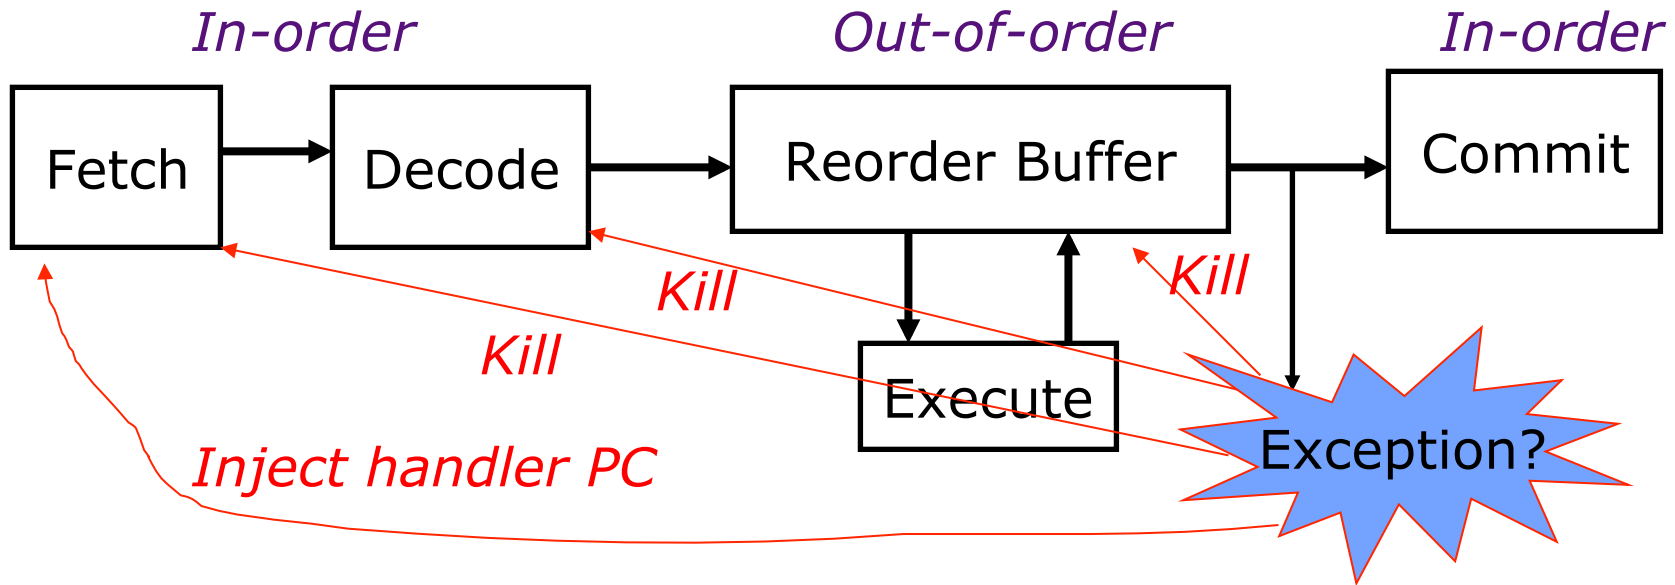 In-order
Out-of-order
In-order
Fetch
Decode
Reorder Buffer
Commit
Kill
Kill
Kill
Execute
Inject handler PC
Exception?